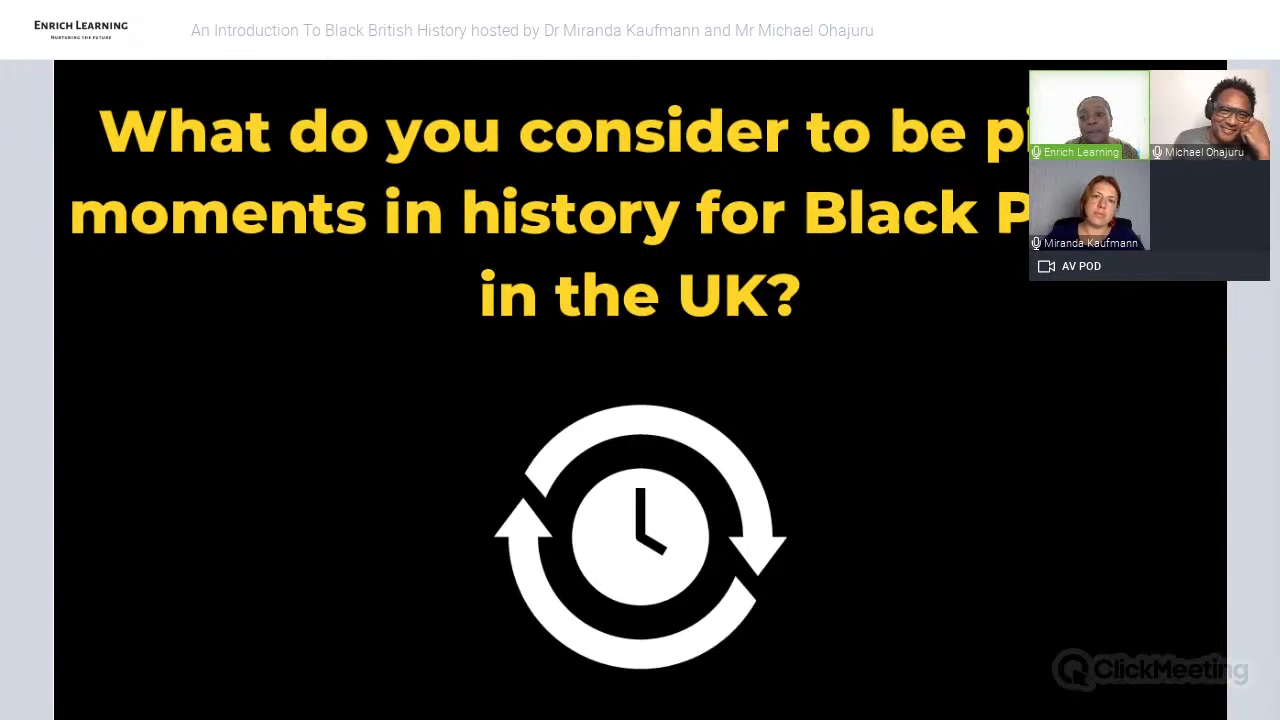 ENRICH LEARNING
NURTURING THE FUTURE
An Introduction To Black British History hosted by Dr Miranda Kaufmann and Mr Michael Ohajuru
What do you consider to be
moments in history for Black
in the UK?
Enrich Learning
Michael Ohajuru
Miranda Kaufmann
AV POD
ClickMeeting